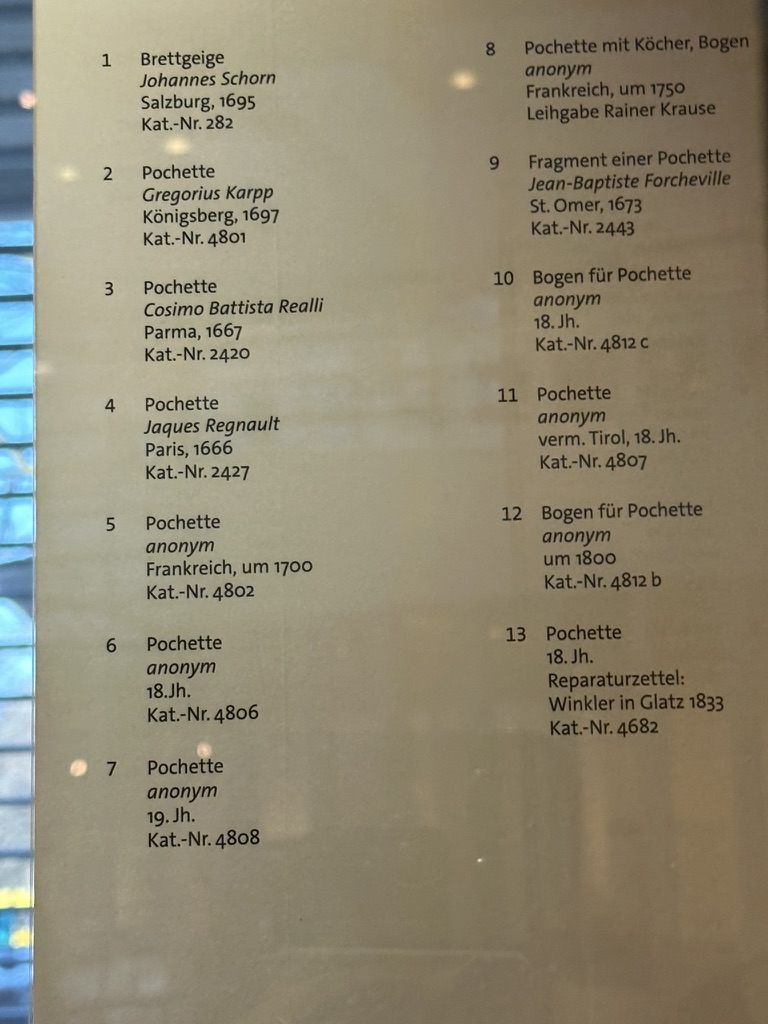 1 Brettgeige
Johannes Schorn
Salzburg, 1695
Kat.-Nr. 282
2 Pochette
Gregorius Karpp
Königsberg, 1697
Kat.-Nr. 4801
3 Pochette
Cosimo Battista Realli
Parma, 1667
Kat.-Nr. 2420
4 Pochette
Jaques Regnault
Paris, 1666
Kat.-Nr. 2427
5 Pochette
anonym
Frankreich, um 1700
Kat.-Nr. 4802
6 Pochette
anonym
18.Jh.
Kat.-Nr. 4806
7 Pochette
anonym
19. Jh.
Kat.-Nr. 4808
8 Pochette mit Köcher, Bogen
anonym
Frankreich, um 1750
Leihgabe Rainer Krause
9 Fragment einer Pochette
Jean-Baptiste Forcheville
St. Omer, 1673
Kat.-Nr. 2443
10 Bogen für Pochette
anonym
18. Jh.
Kat.-Nr. 4812 c
11 Pochette
anonym
verm. Tirol, 18. Jh.
Kat.-Nr. 4807
12 Bogen für Pochette
anonym
um 1800
Kat.-Nr. 4812 b
13 Pochette
18. Jh.
Reparaturzettel:
Winkler in Glatz 1833
Kat.-Nr. 4682